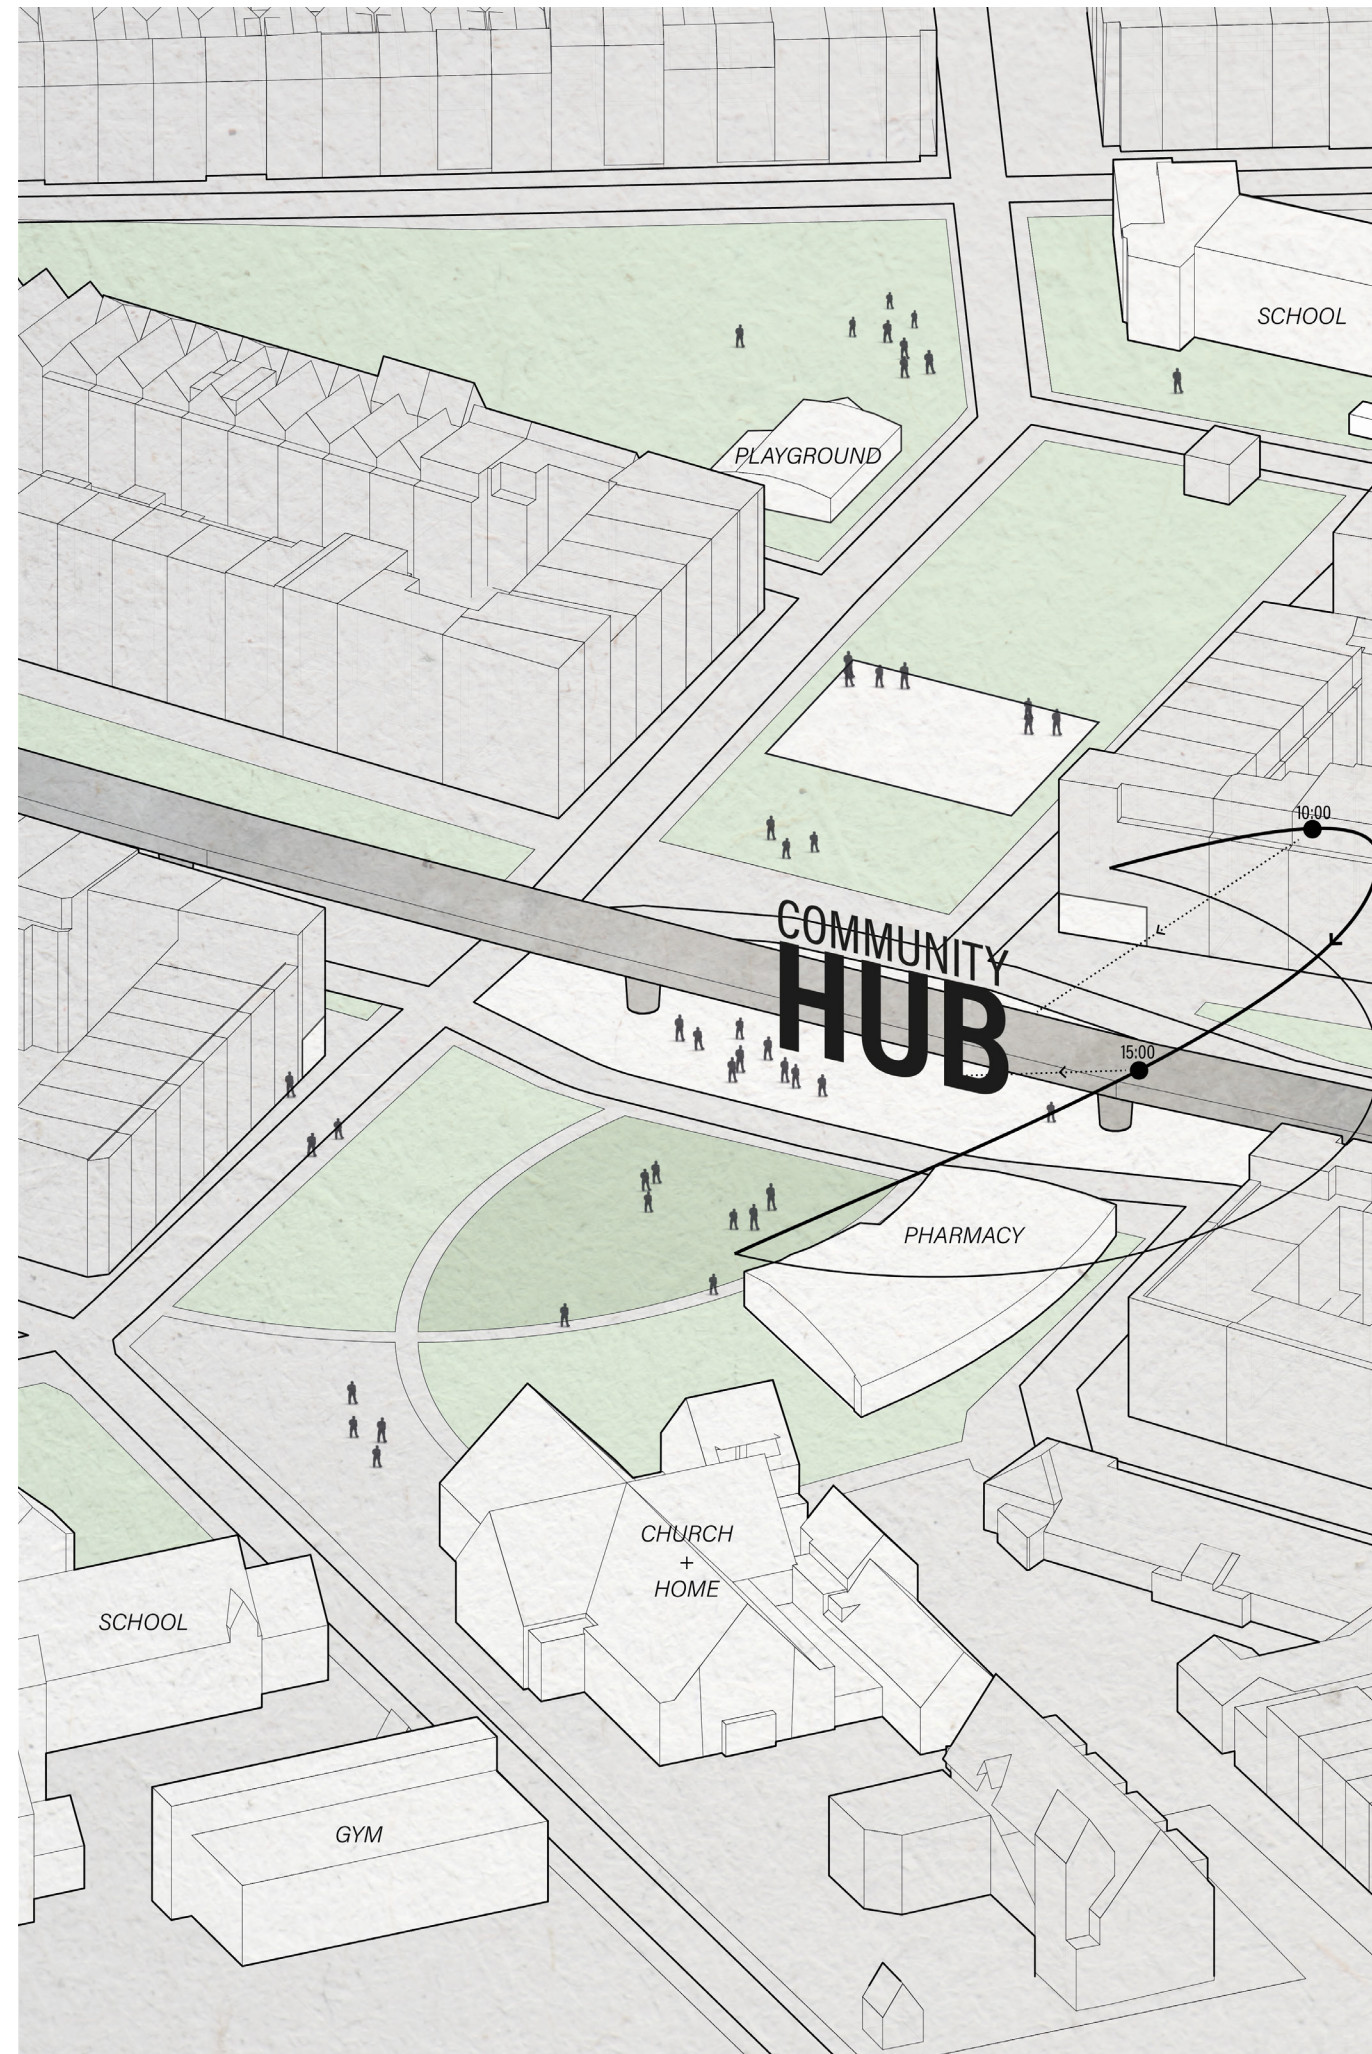 SCHOOL
PLAYGROUND
10:00
COMMUNITY
HUB
15:00
PHARMACY
CHURCH
+
HOME
SCHOOL
GYM